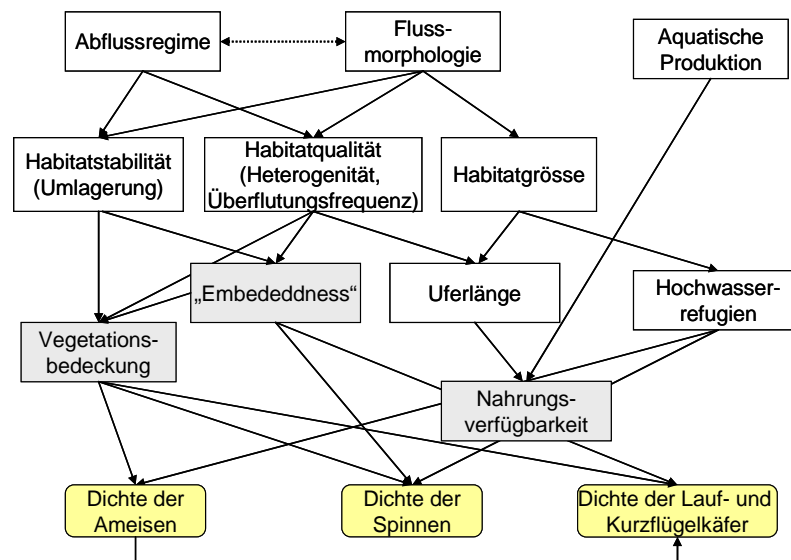 Abflussregime
Fluss-
morphologie
Aquatische
Produktion
Habitatstabilität
(Umlagerung)
Habitatqualität
(Heterogenität,
Überflutungsfrequenz)
Habitatgrösse
„Embededdness“
Uferlänge
Hochwasser-
refugien
Vegetations-
bedeckung
Nahrungs-
verfügbarkeit
Dichte der
Ameisen
Dichte der
Spinnen
Dichte der Lauf- und
Kurzflügelkäfer